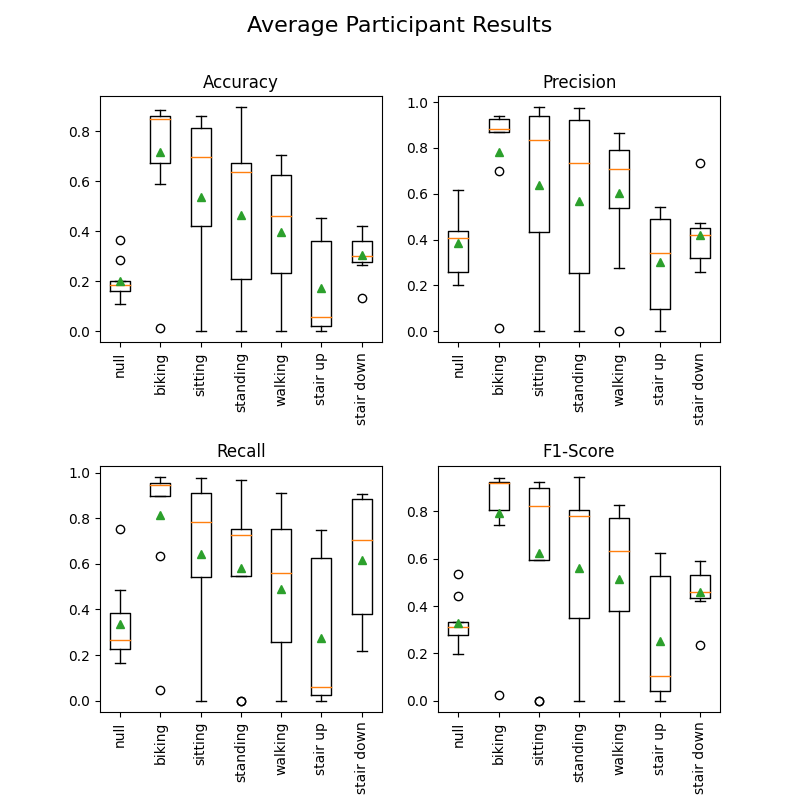 Average Participant Results
Accuracy
0.8
0.6
0.4
0.2
0.0
null
biking
sitting
standing
walking
stair up
stair down
Precision
1.0
0.8
0.6
0.4
0.2
0.0
null
biking
sitting
standing
walking
stair up
stair down
Recall
1.0
0.8
0.6
0.4
0.2
0.0
null
biking
sitting
standing
walking
stair up
stair down
F1-Score
0.8
0.6
0.4
0.2
0.0
null
biking
sitting
standing
walking
stair up
stair down